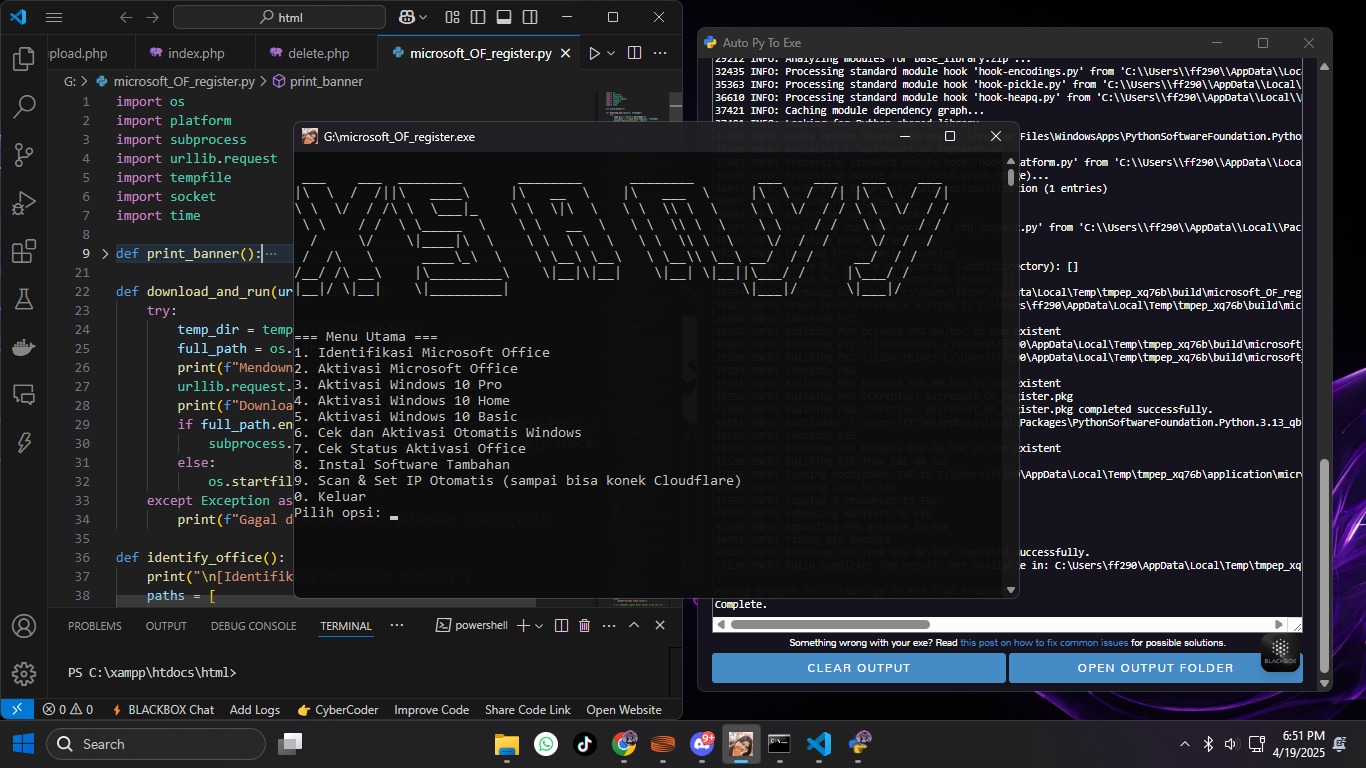 html
pload.php
index.php
delete.php
microsoft_OF_register.py
G: > microsoft_OF_register.py > print_banner
1 import os
2 import platform
3 import subprocess
4 import urllib.request
5 import tempfile
6 import socket
7 import time
8
9 def print_banner(): ...
21
22 def download_and_run(ur
23 try:
24 temp_dir = temp
25 full_path = os.
26 print(f"Mendown
27 urllib.request.
28 print(f"Downloa
29 if full_path.en
30 subprocess.
31 else:
32 os.startfil
33 except Exception as
34 print(f"Gagal d
35
36 def identify_office():
37 print("\n[Identifik
38 paths = [
PROBLEMS OUTPUT DEBUG CONSOLE TERMINAL ... powershell
PS C:\xampp\htdocs\html>
0 0 BLACKBOX Chat Add Logs CyberCoder Improve Code Share Code Link Open Website
G:\microsoft_OF_register.exe
=== Menu Utama ===
1. Identifikasi Microsoft Office
2. Aktivasi Microsoft Office
3. Aktivasi Windows 10 Pro
4. Aktivasi Windows 10 Home
5. Aktivasi Windows 10 Basic
6. Cek dan Aktivasi Otomatis Windows
7. Cek Status Aktivasi Office
8. Instal Software Tambahan
9. Scan & Set IP Otomatis (sampai bisa konek Cloudflare)
0. Keluar
Pilih opsi:
Auto Py To Exe
29212 INFO: Analyzing modules for base_library.zip ...
32435 INFO: Processing standard module hook 'hook-encodings.py' from 'C:\\Users\\ff290\\AppData\\Loc
35363 INFO: Processing standard module hook 'hook-pickle.py' from 'C:\\Users\\ff290\\AppData\\Local\\
36610 INFO: Processing standard module hook 'hook-heapq.py' from 'C:\\Users\\ff290\\AppData\\Local\\
37421 INFO: Caching module dependency graph...
Files\WindowsApps\PythonSoftwareFoundation.Python
atform.py' from 'C:\\Users\\ff290\\AppData\\Loca
(1 entries)
.py' from 'C:\\Users\\ff290\\AppData\\Local\\Pac
rectory): []
pData\Local\Temp\tmpep_xq76b\build\microsoft_OF_reg
90\AppData\Local\Temp\tmpep_xq76b\build\mic
existent
0\AppData\Local\Temp\tmpep_xq76b\build\microsoft_
0\AppData\Local\Temp\tmpep_xq76b\build\microsoft_
existent
gister.pkg
gister.pkg completed successfully.
Packages\PythonSoftwareFoundation.Python.3.13_qb
existent
\AppData\Local\Temp\tmpep_xq76b\application\micr
successfully.
in: C:\Users\ff290\AppData\Local\Temp\tmpep_xq
Complete.
Something wrong with your exe? Read this post on how to fix common issues for possible solutions.
CLEAR OUTPUT
OPEN OUTPUT FOLDER
BLACKBOX
Search
9+
6:51 PM
4/19/2025